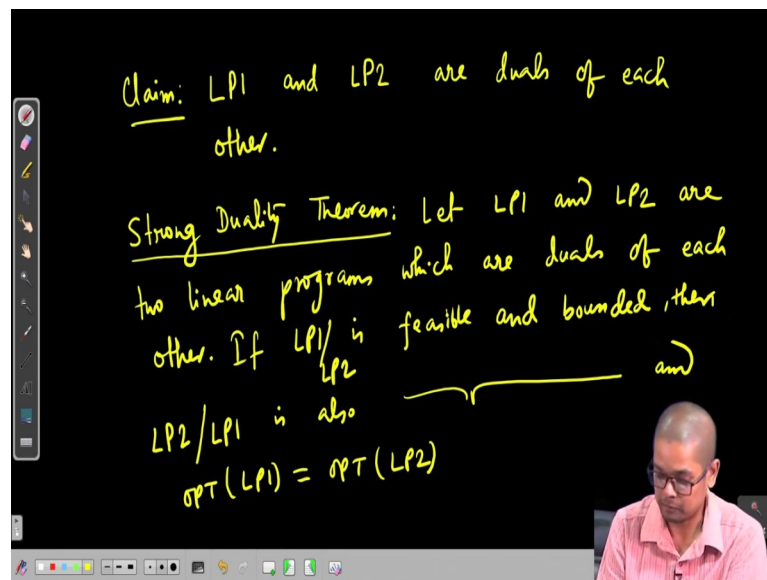 Claim: LP1 and LP2 are duals of each
other.
Strong Duality Theorem: Let LP1 and LP2 are
two linear programs which are duals of each
other. If LP1/LP2 is feasible and bounded, then
LP2/LP1 is also and
OPT(LP1) = OPT(LP2)